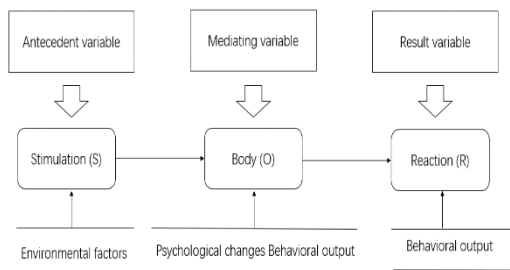 Antecedent variable
Mediating variable
Result variable
Stimulation (S)
Body (O)
Reaction (R)
Environmental factors
Psychological changes Behavioral output
Behavioral output